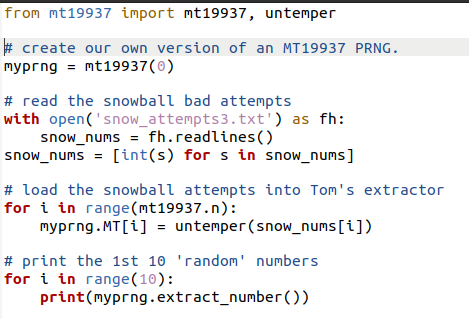 from mt19937 import mt19937, untemper
# create our own version of an MT19937 PRNG.
myprng = mt19937(0)
# read the snowball bad attempts
with open('snow_attempts3.txt') as fh:
    snow_nums = fh.readlines()
snow_nums = [int(s) for s in snow_nums]
# load the snowball attempts into Tom's extractor
for i in range(mt19937.n):
    myprng.MT[i] = untemper(snow_nums[i])
# print the 1st 10 'random' numbers
for i in range(10):
    print(myprng.extract_number())